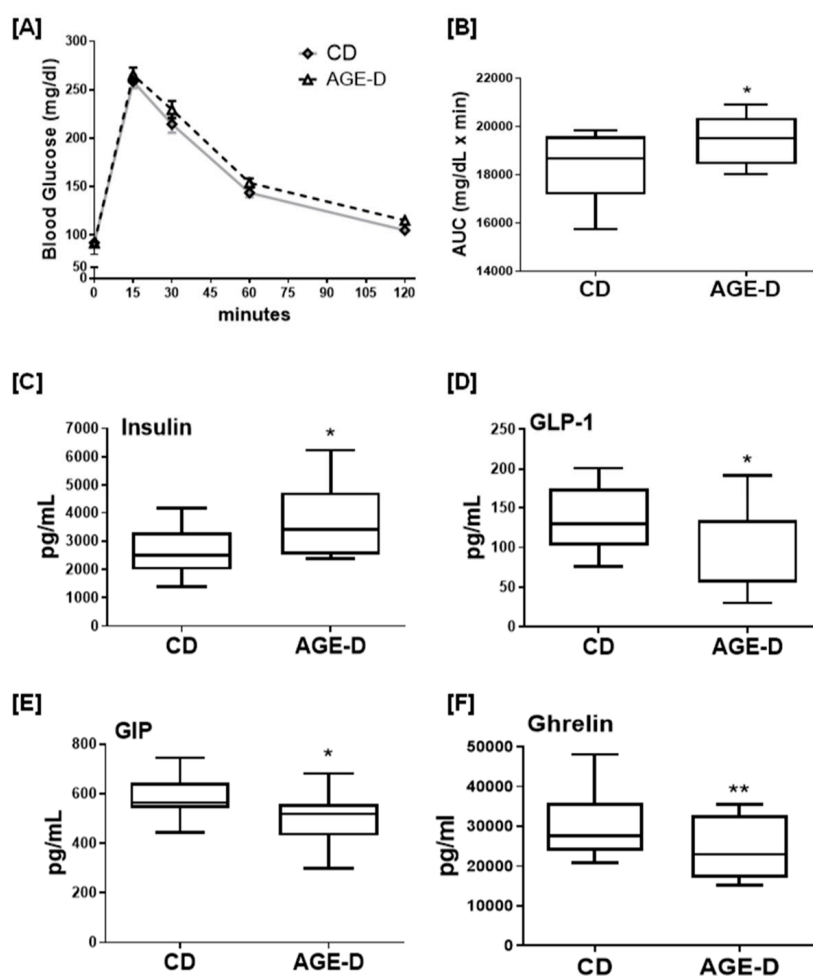 [A]
Blood Glucose (mg/dl)
300
250
200
150
100
50
0
CD
AGE-D
0 15 30 45 60 75 90 105 120
minutes
[B]
AUC (mg/dL x min)
22000
20000
18000
16000
14000
*
CD AGE-D
[C]
Insulin
pg/mL
7000
6000
5000
4000
3000
2000
1000
0
*
CD AGE-D
[D]
GLP-1
pg/mL
250
200
150
100
50
0
*
CD AGE-D
[E]
GIP
pg/mL
800
600
400
200
0
*
CD AGE-D
[F]
Ghrelin
pg/ml
50000
40000
30000
20000
10000
0
**
CD AGE-D